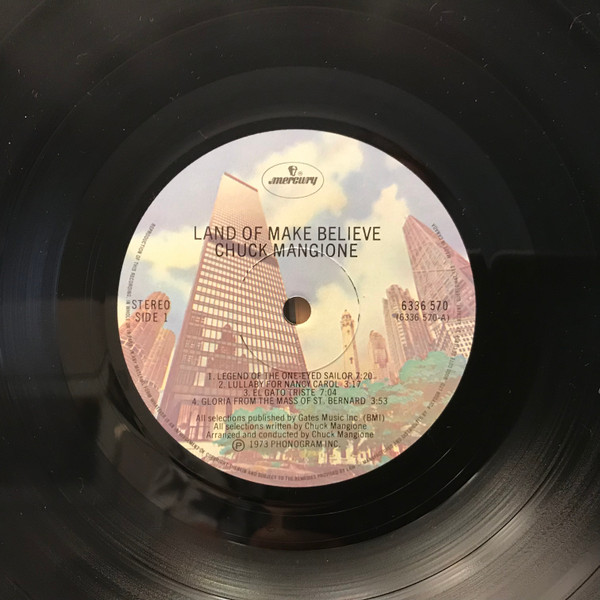 mercury
LAND OF MAKE BELIEVE
CHUCK MANGIONE
STEREO
SIDE 1
6336 570
(6336 570-A)
1. LEGEND OF THE ONE-EYED SAILOR 7:20
2. LULLABY FOR NANCY CAROL 3:17
3. EL GATO TRISTE 7:04
4. GLORIA FROM THE MASS OF ST. BERNARD 3:53
All selections published by Gates Music Inc. (BMI)
All selections written by Chuck Mangione
Arranged and conducted by Chuck Mangione
Ⓟ 1973 PHONOGRAM INC.